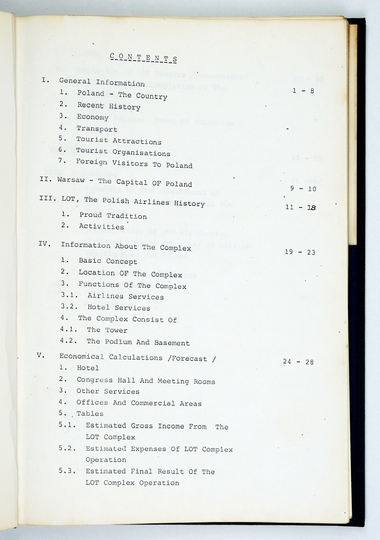 CONTENTS
I. General Information 1 - 8
1. Poland - The Country
2. Recent History
3. Economy
4. Transport
5. Tourist Attractions
6. Tourist Organisations
7. Foreign Visitors To Poland
II. Warsaw - The Capital OF Poland 9 - 10
III. LOT, The Polish Airlines History 11 - 18
1. Proud Tradition
2. Activities
IV. Information About The Complex 19 - 23
1. Basic Concept
2. Location OF The Complex
3. Functions Of The Complex
3.1. Airlines Services
3.2. Hotel Services
4. The Complex Consist Of
4.1. The Tower
4.2. The Podium And Basement
V. Economical Calculations /Forecast / 24 - 28
1. Hotel
2. Congress Hall And Meeting Rooms
3. Other Services
4. Offices And Commercial Areas
5. Tables
5.1. Estimated Gross Income From The
LOT Complex
5.2. Estimated Expenses Of LOT Complex
Operation
5.3. Estimated Final Result Of The
LOT Complex Operation